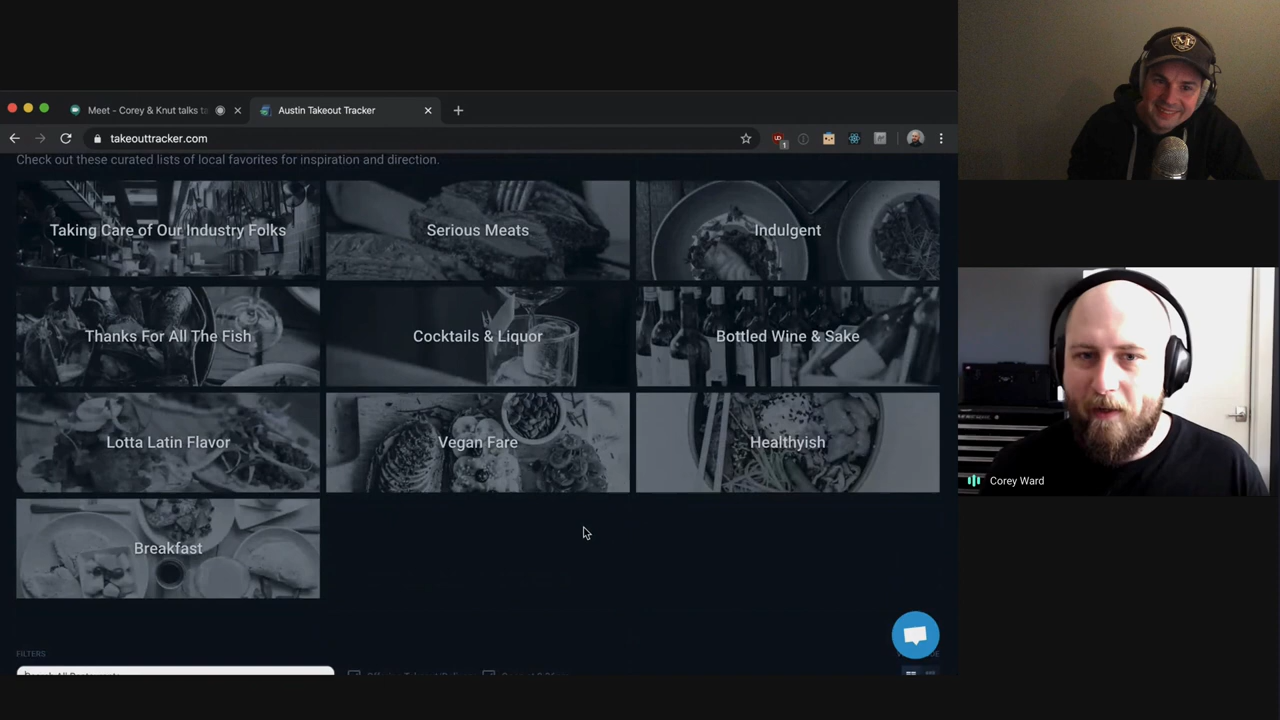 Meet - Corey & Knut talks ta
Austin Takeout Tracker
takeouttracker.com
1
Check out these curated lists of local favorites for inspiration and direction.
Taking Care of Our Industry Folks
Serious Meats
Indulgent
Thanks For All The Fish
Cocktails & Liquor
Bottled Wine & Sake
Lotta Latin Flavor
Vegan Fare
Healthyish
Breakfast
FILTERS
M
Corey Ward